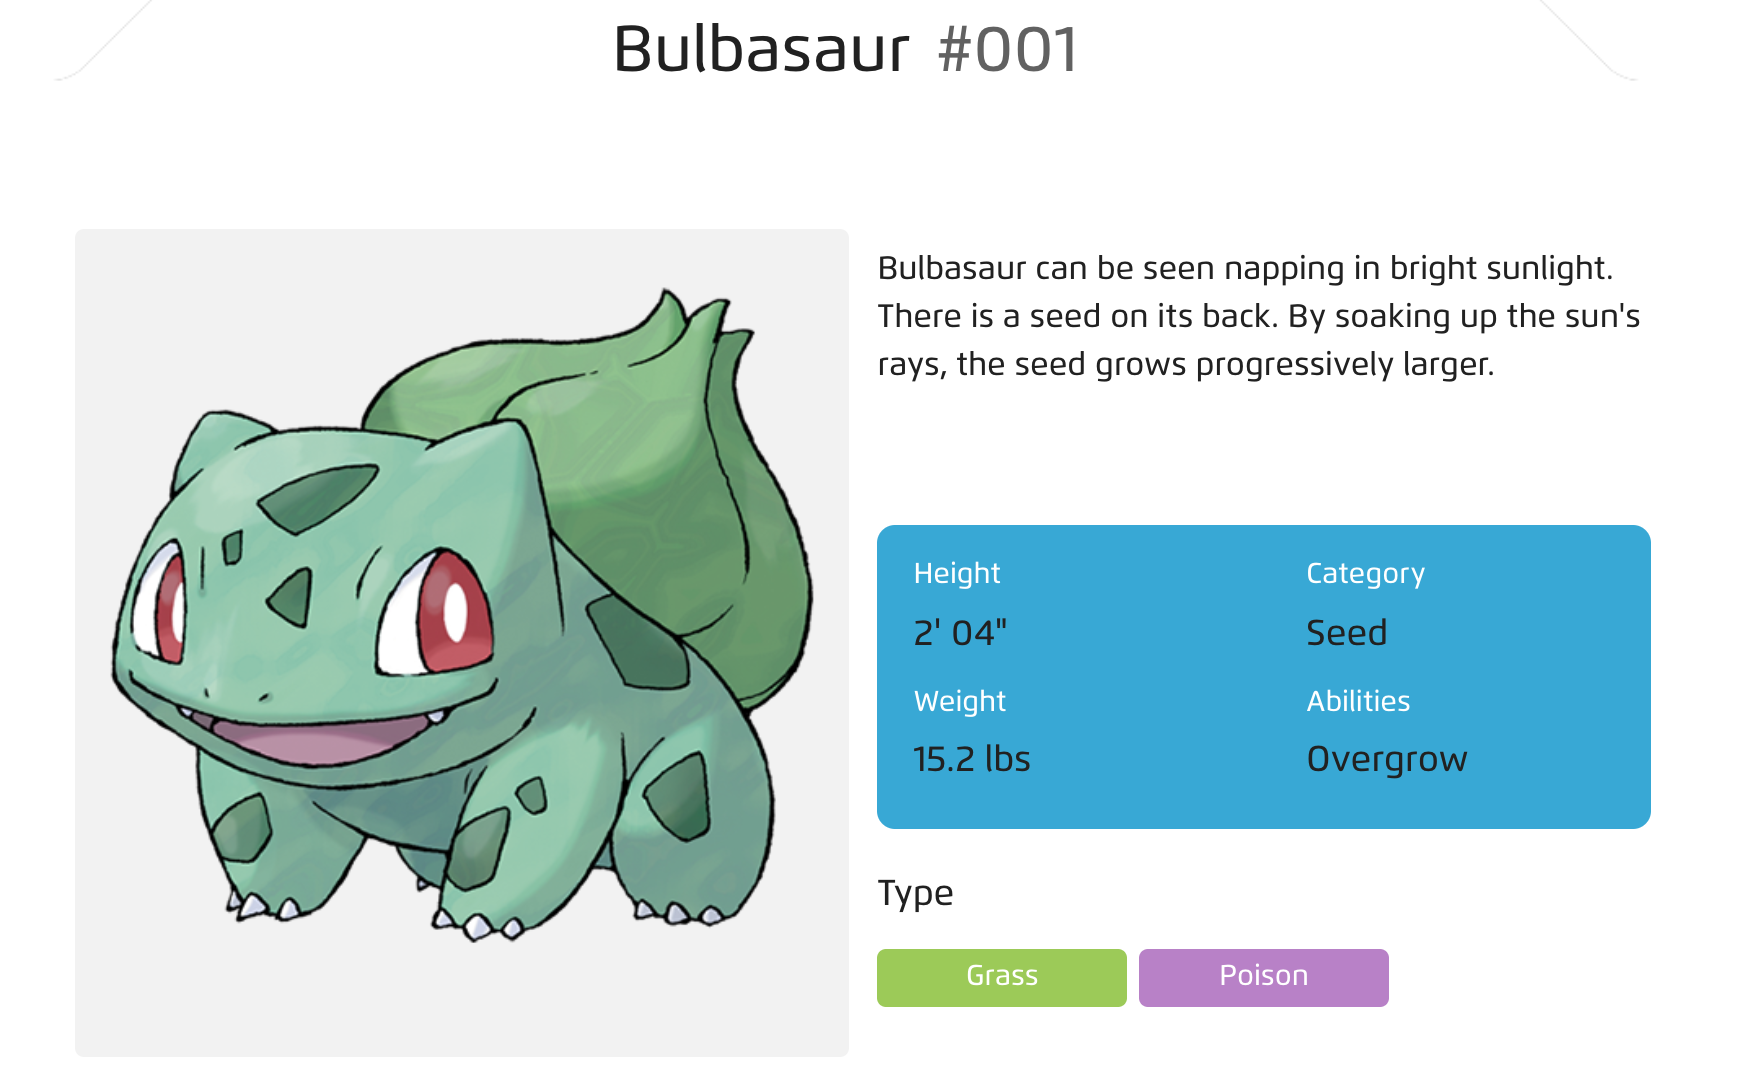 Bulbasaur #001
Bulbasaur can be seen napping in bright sunlight.
There is a seed on its back. By soaking up the sun's
rays, the seed grows progressively larger.
Height
2' 04"
Weight
15.2 lbs
Category
Seed
Abilities
Overgrow
Type
Grass
Poison